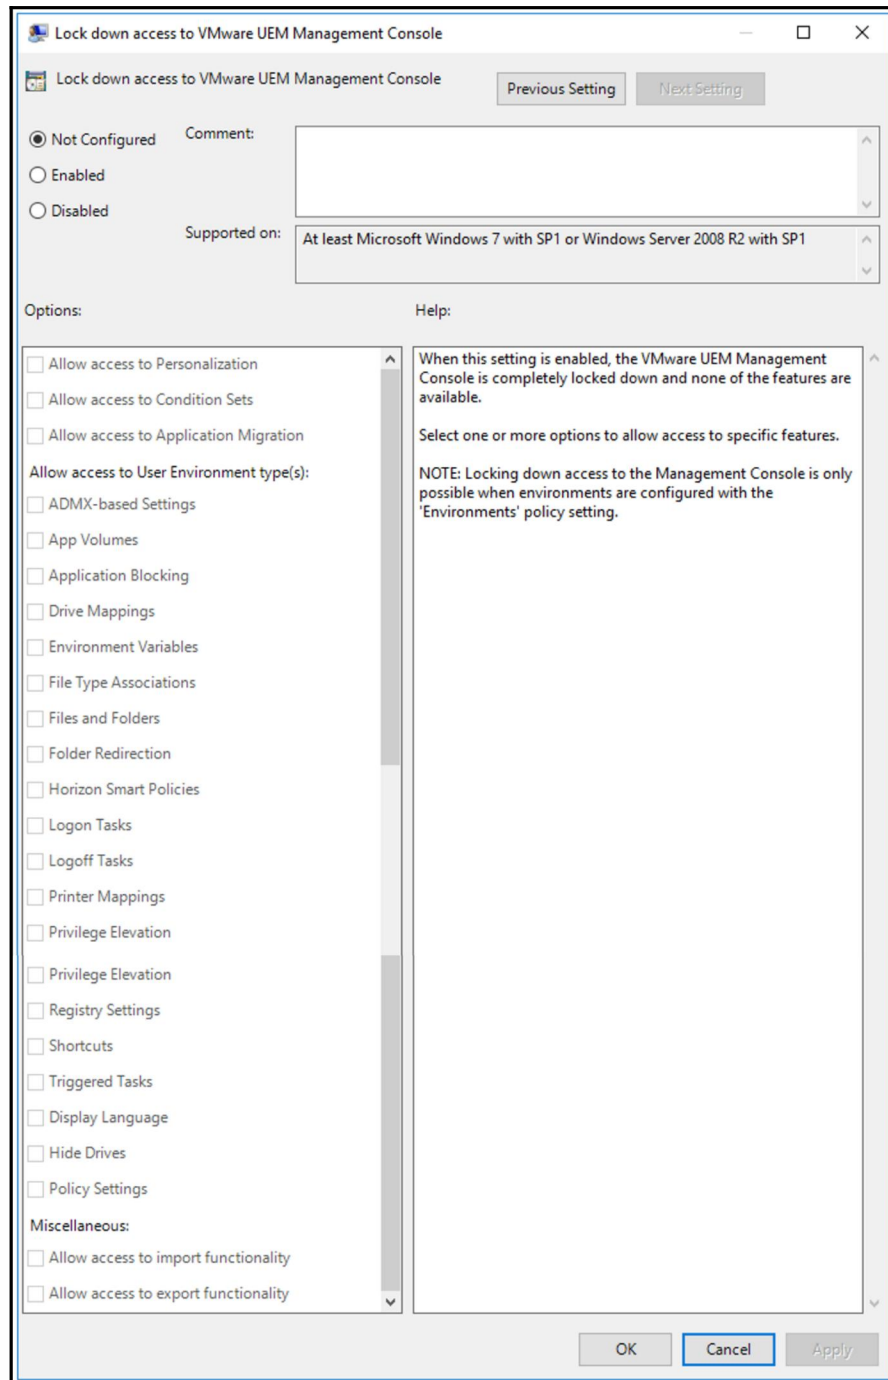 Lock down access to VMware UEM Management Console
Lock down access to VMware UEM Management Console
Previous Setting
Next Setting
Not Configured
Comment:
Enabled
Disabled
Supported on:
At least Microsoft Windows 7 with SP1 or Windows Server 2008 R2 with SP1
Options:
Help:
Allow access to Personalization
Allow access to Condition Sets
Allow access to Application Migration
Allow access to User Environment type(s):
ADMX-based Settings
App Volumes
Application Blocking
Drive Mappings
Environment Variables
File Type Associations
Files and Folders
Folder Redirection
Horizon Smart Policies
Logon Tasks
Logoff Tasks
Printer Mappings
Privilege Elevation
Privilege Elevation
Registry Settings
Shortcuts
Triggered Tasks
Display Language
Hide Drives
Policy Settings
Miscellaneous:
Allow access to import functionality
Allow access to export functionality
When this setting is enabled, the VMware UEM Management
Console is completely locked down and none of the features are
available.
Select one or more options to allow access to specific features.
NOTE: Locking down access to the Management Console is only
possible when environments are configured with the
'Environments' policy setting.
OK
Cancel
Apply